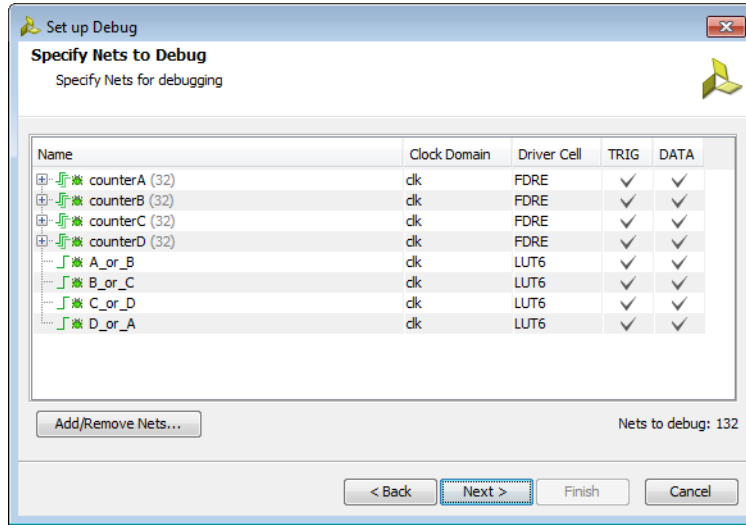 Set up Debug
Specify Nets to Debug
Specify Nets for debugging
Name Clock Domain Driver Cell TRIG DATA
counterA (32) clk FDRE
counterB (32) clk FDRE
counterC (32) clk FDRE
counterD (32) clk FDRE
A_or_B clk LUT6
B_or_C clk LUT6
C_or_D clk LUT6
D_or_A clk LUT6
Add/Remove Nets... Nets to debug: 132
< Back Next > Finish Cancel